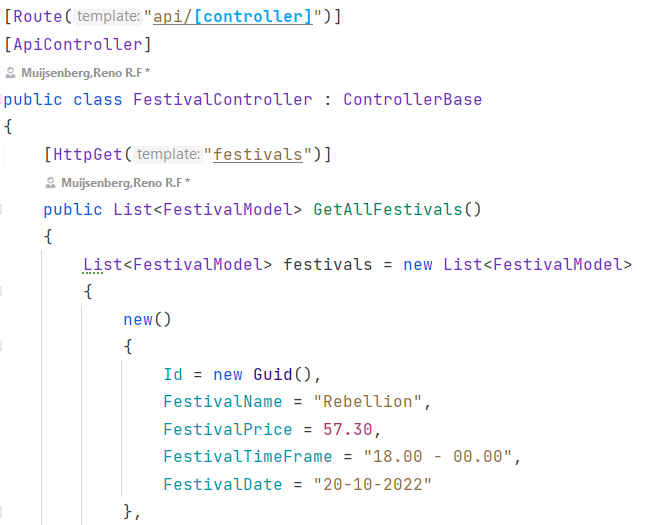 [Route(template:"api/[controller]")]
[ApiController]
Muijsenberg,Reno R.F *
public class FestivalController : ControllerBase
{
[HttpGet(template:"festivals")]
Muijsenberg,Reno R.F *
public List<FestivalModel> GetAllFestivals()
{
List<FestivalModel> festivals = new List<FestivalModel>
{
new()
{
Id = new Guid(),
FestivalName = "Rebellion",
FestivalPrice = 57.30,
FestivalTimeFrame = "18.00 - 00.00",
FestivalDate = "20-10-2022"
},